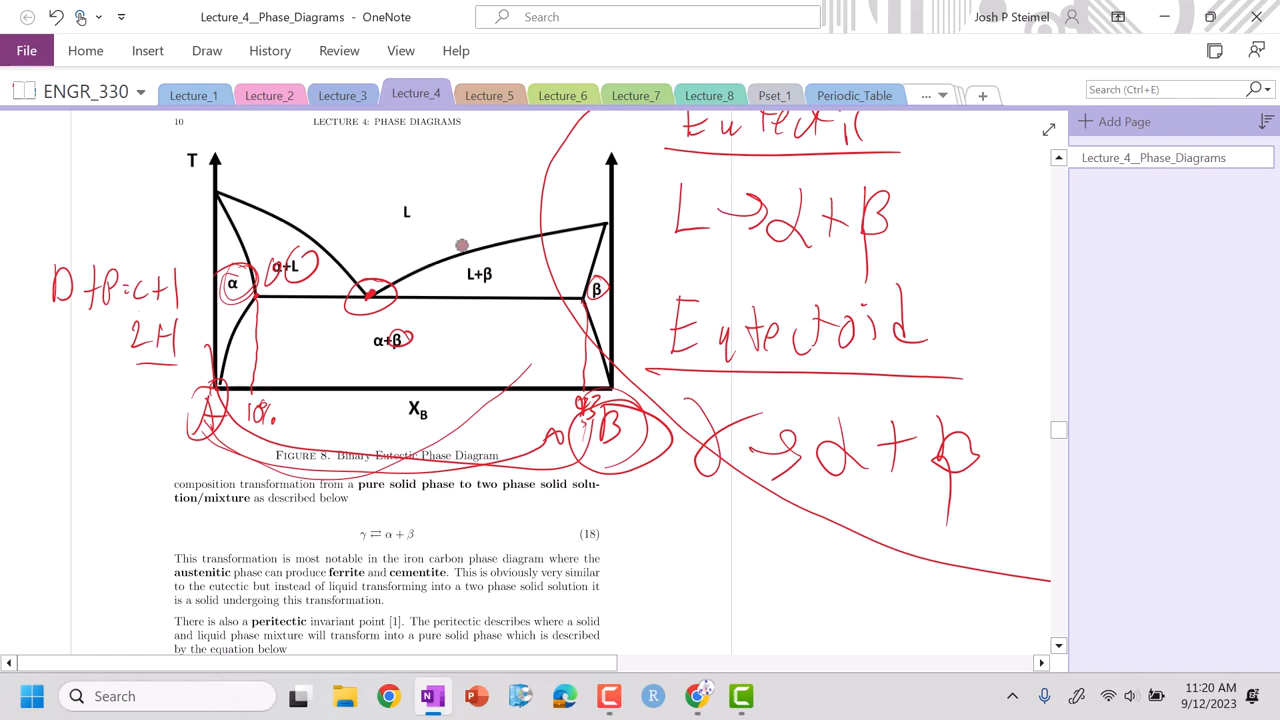 Lecture_4__Phase_Diagrams - OneNote
Search
Josh P Steimel
File
Home
Insert
Draw
History
Review
View
Help
ENGR_330
Lecture_1
Lecture_2
Lecture_3
Lecture_4
Lecture_5
Lecture_6
Lecture_7
Lecture_8
Pset_1
Periodic_Table
...
Search (Ctrl+E)
Add Page
Lecture_4__Phase_Diagrams
10 LECTURE 4: PHASE DIAGRAMS
T
L
α+L
α
L+β
β
α+β
X_B
D+P=C+1
2+1
A
10%
B
FIGURE 8. Binary Eutectic Phase Diagram
composition transformation from a pure solid phase to two phase solid solu-
tion/mixture as described below
γ ⇄ α + β (18)
This transformation is most notable in the iron carbon phase diagram where the
austenitic phase can produce ferrite and cementite. This is obviously very similar
to the eutectic but instead of liquid transforming into a two phase solid solution it
is a solid undergoing this transformation.
There is also a peritectic invariant point [1]. The peritectic describes where a solid
and liquid phase mixture will transform into a pure solid phase which is described
by the equation below
Eutectic
L → α + β
Eutectoid
γ → α + β
Search
11:20 AM
9/12/2023